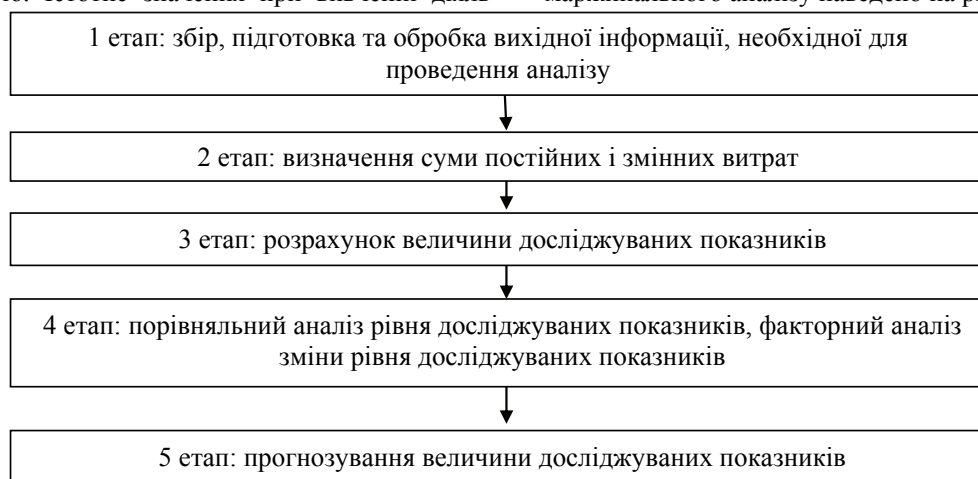 1 етап: збір, підготовка та обробка вихідної інформації, необхідної для
проведення аналізу
2 етап: визначення суми постійних і змінних витрат
3 етап: розрахунок величини досліджуваних показників
4 етап: порівняльний аналіз рівня досліджуваних показників, факторний аналіз
зміни рівня досліджуваних показників
5 етап: прогнозування величини досліджуваних показників